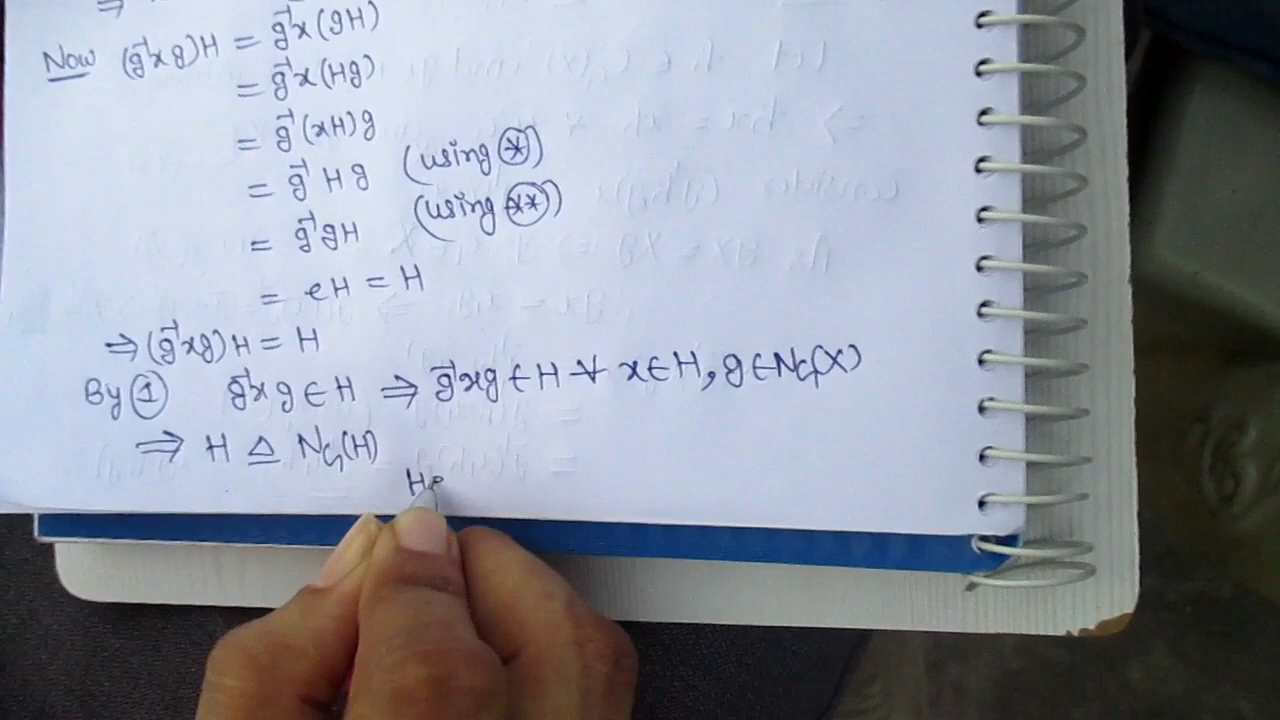 ⇒
Now (g⁻¹xg)H = g⁻¹x(gH)
= g⁻¹x(Hg)
= g⁻¹(xH)g
= g⁻¹Hg (using ⊛)
= g⁻¹gH (using (**))
= eH = H
⇒ (g⁻¹xg)H = H
By ① g⁻¹xg ∈ H ⇒ g⁻¹xg ∈ H ∀ x ∈ H, g ∈ N_G(X)
⇒ H Δ N_G(H)
He